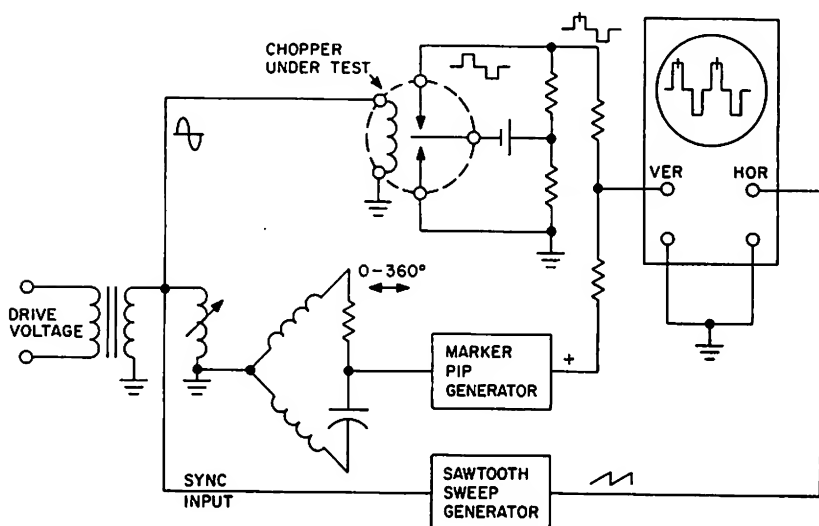 CHOPPER
UNDER TEST
VER
HOR
0-360°
DRIVE
VOLTAGE
MARKER
PIP
GENERATOR
+
SYNC
INPUT
SAWTOOTH
SWEEP
GENERATOR